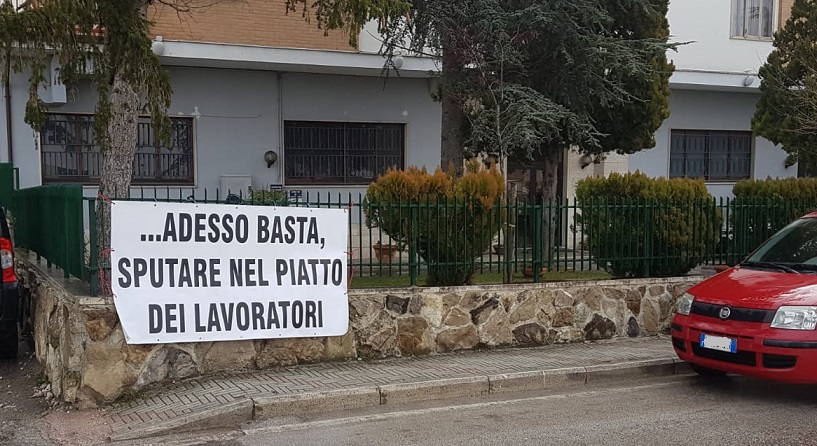 ...ADESSO BASTA,
SPUTARE NEL PIATTO
DEI LAVORATORI